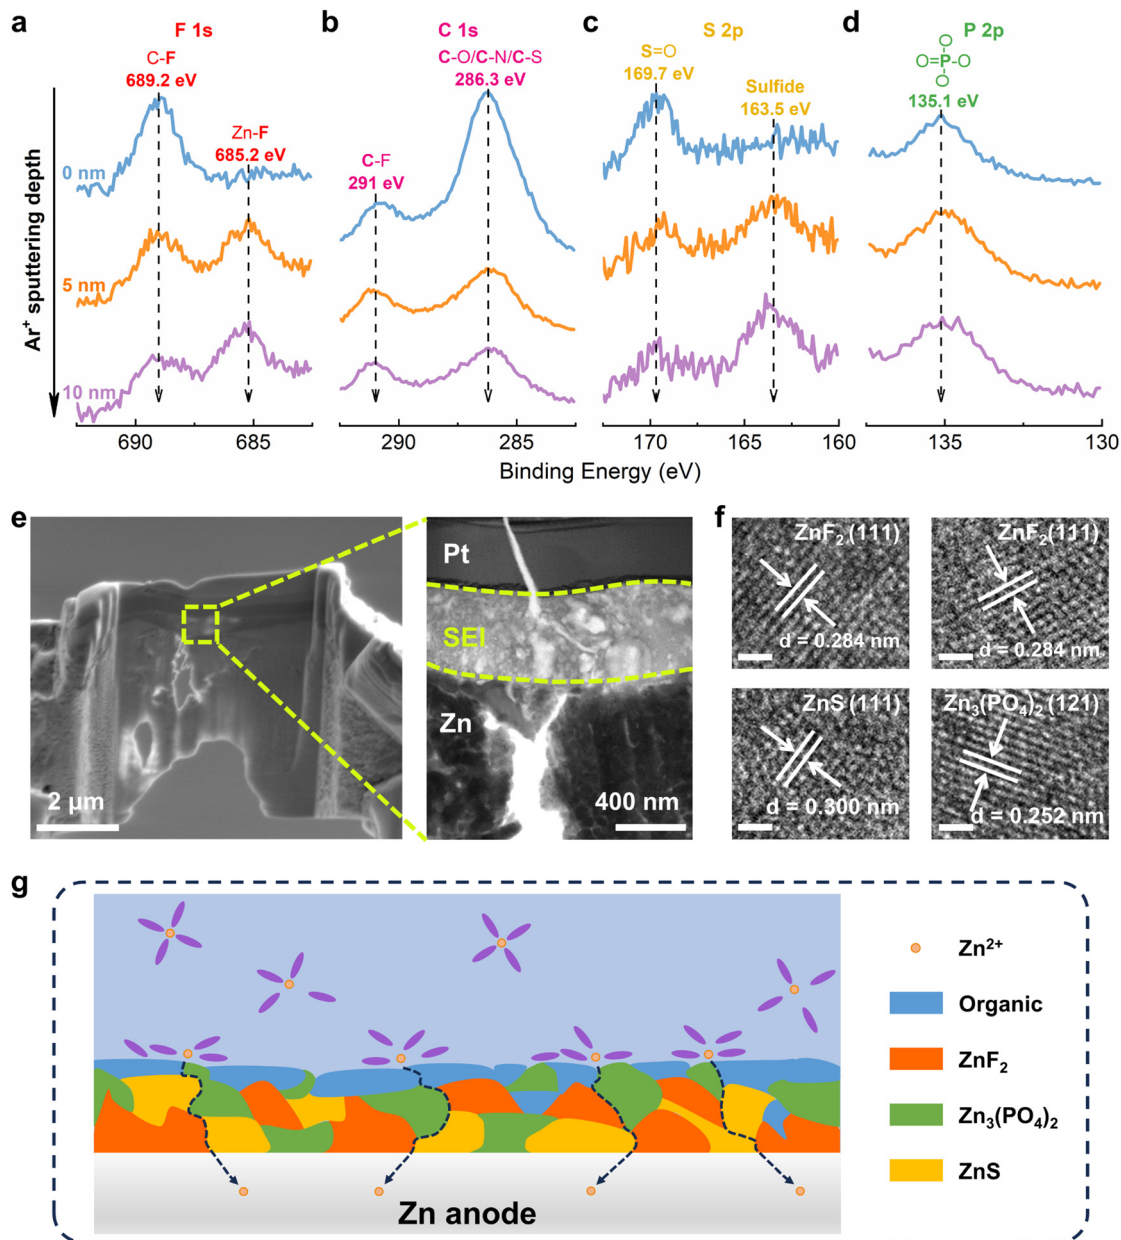 a
F 1s
C-F
689.2 eV
Zn-F
685.2eV
0 nm
5 nm
10 nm
Ar⁺ sputtering depth
690
685
b
C 1s
C-O/C-N/C-S
286.3 eV
C-F
291 eV
290
285
c
S 2p
S=O
169.7 eV
Sulfide
163.5 eV
170
165
160
d
P 2p
O
O=P-O
O
135.1 eV
135
130
Binding Energy (eV)
e
2 μm
Pt
SEI
Zn
400 nm
f
ZnF₂ (111)
d = 0.284 nm
ZnF₂ (111)
d = 0.284 nm
ZnS (111)
d = 0.300 nm
Zn₃(PO₄)₂ (121)
d = 0.252 nm
g
Zn anode
Zn²⁺
Organic
ZnF₂
Zn₃(PO₄)₂
ZnS